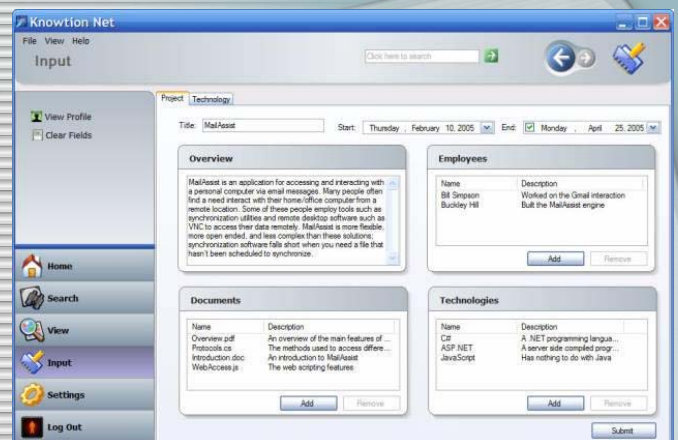 Knowtion Net
File View Help
Input
Click here to search
View Profile
Clear Fields
Home
Search
View
Input
Settings
Log Out
Project Technology
Title: MailAssist Start: Thursday , February 10, 2005 End: Monday , April 25, 2005
Overview
MailAssist is an application for accessing and interacting with
a personal computer via email messages. Many people often
find a need interact with their home/office computer from a
remote location. Some of these people employ tools such as
synchronization utilities and remote desktop software such as
VNC to access their data remotely. MailAssist is more flexible,
more open ended, and less complex than these solutions;
synchronization software falls short when you need a file that
hasn't been scheduled to synchronize.
Employees
Name Description
Bill Simpson Worked on the Gmail interaction
Buckley Hill Built the MailAssist engine
Add Remove
Documents
Name Description
Overview.pdf An overview of the main features of ...
Protocols.cs The methods used to access differe...
Introduction.doc An introduction to MailAssist
WebAccess.js The web scripting features
Add Remove
Technologies
Name Description
C# A .NET programming langua...
ASP.NET A server side compiled progr...
JavaScript Has nothing to do with Java
Add Remove
Submit